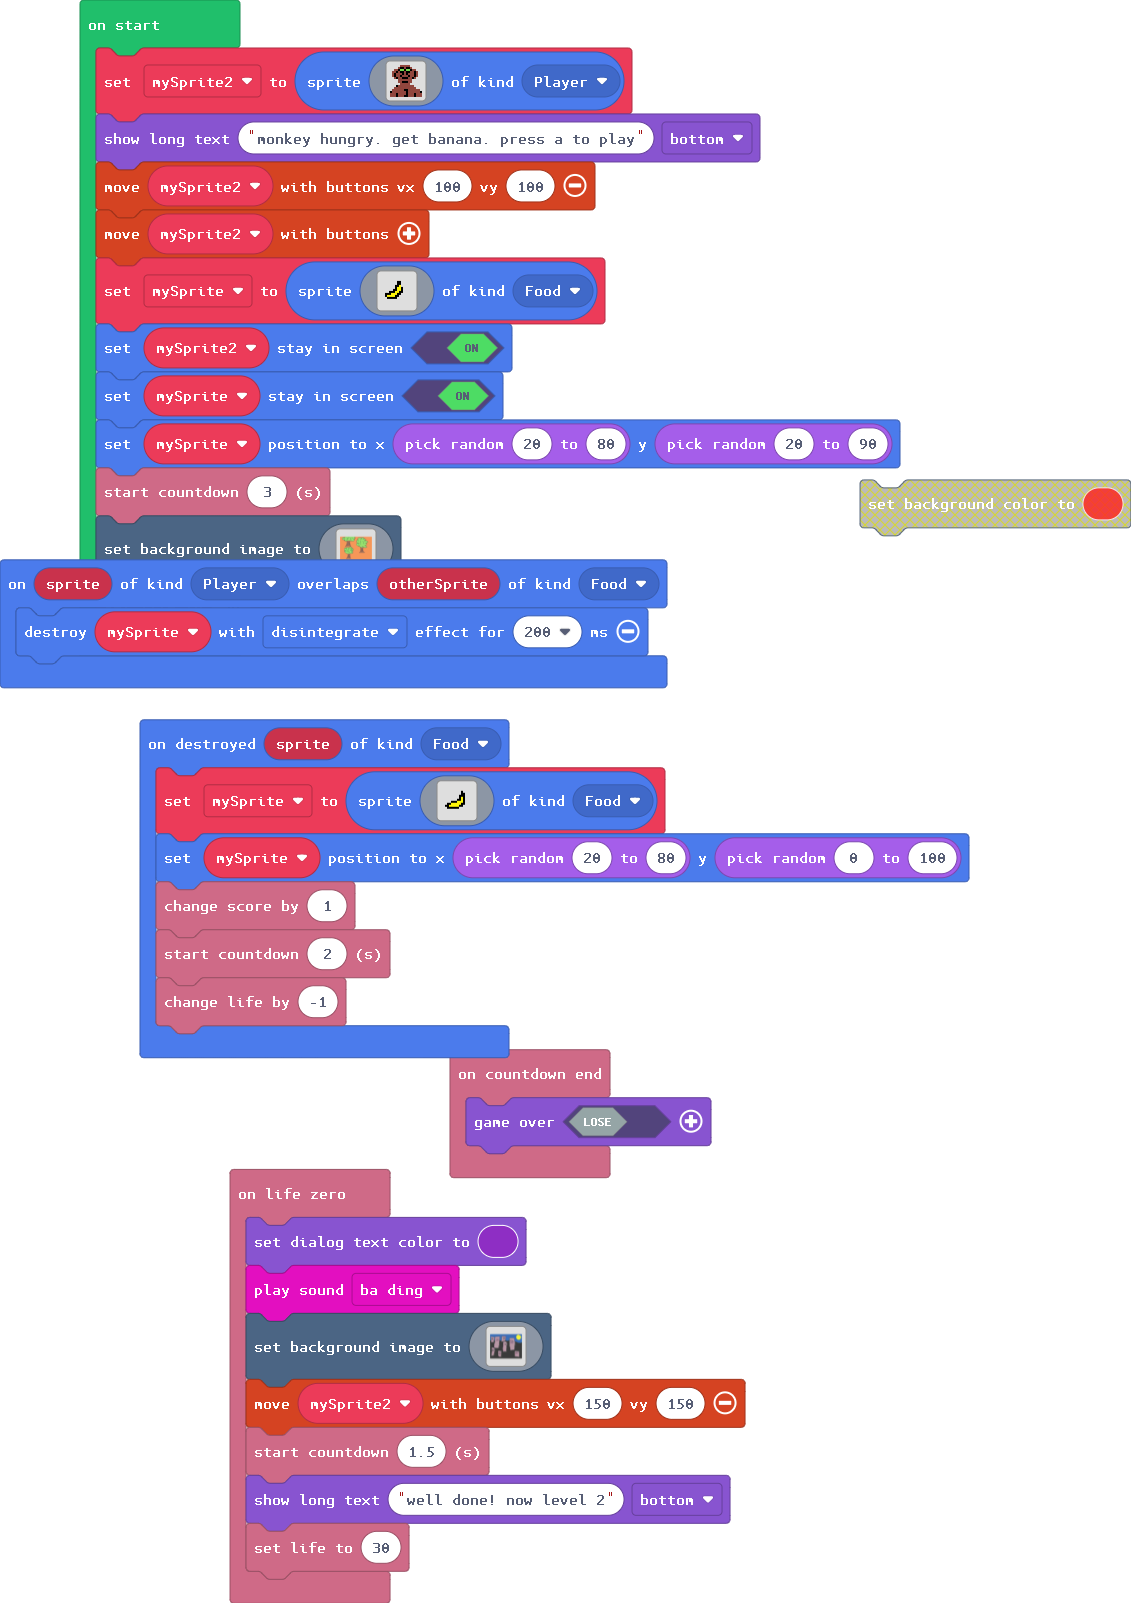 on start
set mySprite2 to sprite of kind Player
show long text "monkey hungry. get banana. press a to play" bottom
move mySprite2 with buttons vx 100 vy 100
move mySprite2 with buttons
set mySprite to sprite of kind Food
set mySprite2 stay in screen ON
set mySprite stay in screen ON
set mySprite position to x pick random 20 to 80 y pick random 20 to 90
start countdown 3 (s)
set background color to
set background image to
on sprite of kind Player overlaps otherSprite of kind Food
destroy mySprite with disintegrate effect for 200 ms
on destroyed sprite of kind Food
set mySprite to sprite of kind Food
set mySprite position to x pick random 20 to 80 y pick random 0 to 100
change score by 1
start countdown 2 (s)
change life by -1
on countdown end
game over LOSE
on life zero
set dialog text color to
play sound ba ding
set background image to
move mySprite2 with buttons vx 150 vy 150
start countdown 1.5 (s)
show long text "well done! now level 2" bottom
set life to 30